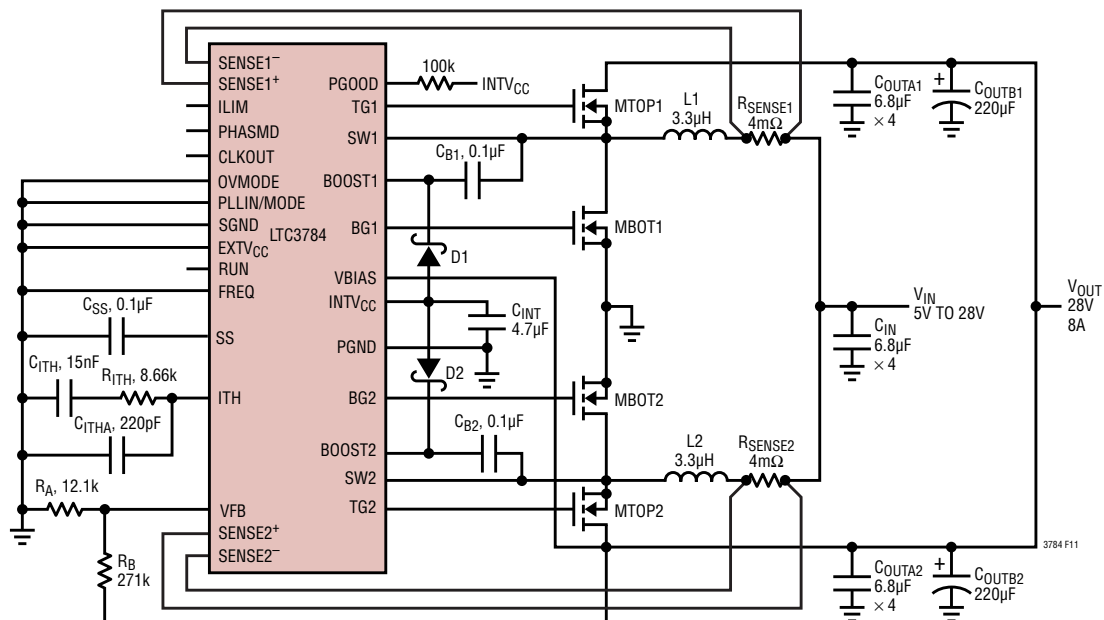 SENSE1–
SENSE1+
ILIM
PHASMD
CLKOUT
OVMODE
PLLIN/MODE
SGND
EXTVCC
RUN
FREQ
SS
ITH
VFB
SENSE2+
SENSE2–
LTC3784
PGOOD
TG1
SW1
BOOST1
BG1
VBIAS
INTVCC
PGND
BG2
BOOST2
SW2
TG2
100k
INTVCC
CB1, 0.1µF
D1
CINT
4.7µF
D2
CB2, 0.1µF
CSS, 0.1µF
CITH, 15nF
RITH, 8.66k
CITHA, 220pF
RA, 12.1k
RB
271k
MTOP1
MBOT1
MBOT2
MTOP2
L1
3.3µH
RSENSE1
4mΩ
L2
3.3µH
RSENSE2
4mΩ
COUTA1
6.8µF
× 4
+
COUTB1
220µF
VIN
5V TO 28V
CIN
6.8µF
× 4
VOUT
28V
8A
3784 F11
COUTA2
6.8µF
× 4
+
COUTB2
220µF